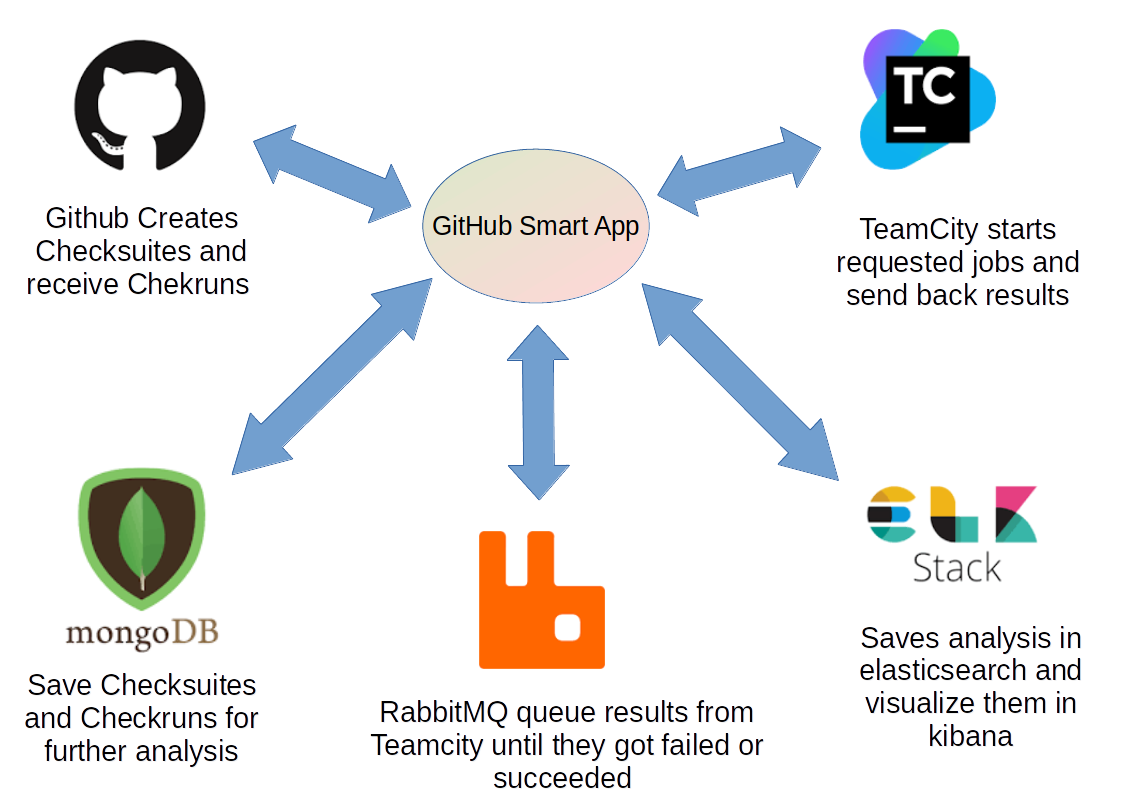 TC
GitHub Smart App
Github Creates
Checksuites and
receive Chekruns
TeamCity starts
requested jobs and
send back results
mongoDB
Save Checksuites
and Checkruns for
further analysis
RabbitMQ queue results from
Teamcity until they got failed or
succeeded
ELK
Stack
Saves analysis in
elasticsearch and
visualize them in
kibana